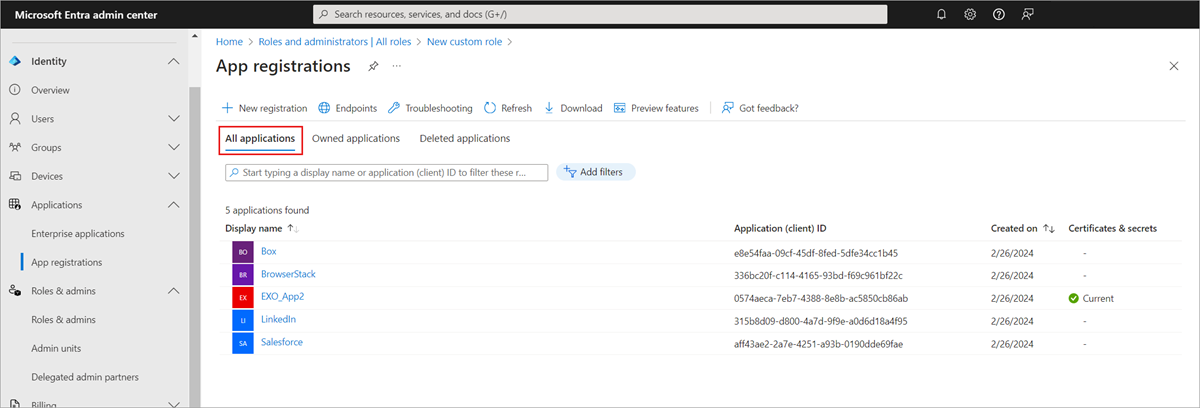 Microsoft Entra admin center
Search resources, services, and docs (G+/)
Identity
Overview
Users
Groups
Devices
Applications
Enterprise applications
App registrations
Roles & admins
Roles & admins
Admin units
Delegated admin partners
Billing
Home > Roles and administrators | All roles > New custom role >
App registrations
New registration Endpoints Troubleshooting Refresh Download Preview features Got feedback?
All applications Owned applications Deleted applications
Start typing a display name or application (client) ID to filter these r... Add filters
5 applications found
Display name Application (client) ID Created on Certificates & secrets
BO Box e8e54faa-09cf-45df-8fed-5dfe34cc1b45 2/26/2024 -
BR BrowserStack 336bc20f-c114-4165-93bd-f69c961bf22c 2/26/2024 -
EX EXO_App2 0574aeca-7eb7-4388-8e8b-ac5850cb86ab 2/26/2024 Current
LI LinkedIn 315b8d09-d800-4a7d-9f9e-a0d6d18a4f95 2/26/2024 -
SA Salesforce aff43ae2-2a7e-4251-a93b-0190dde69fae 2/26/2024 -